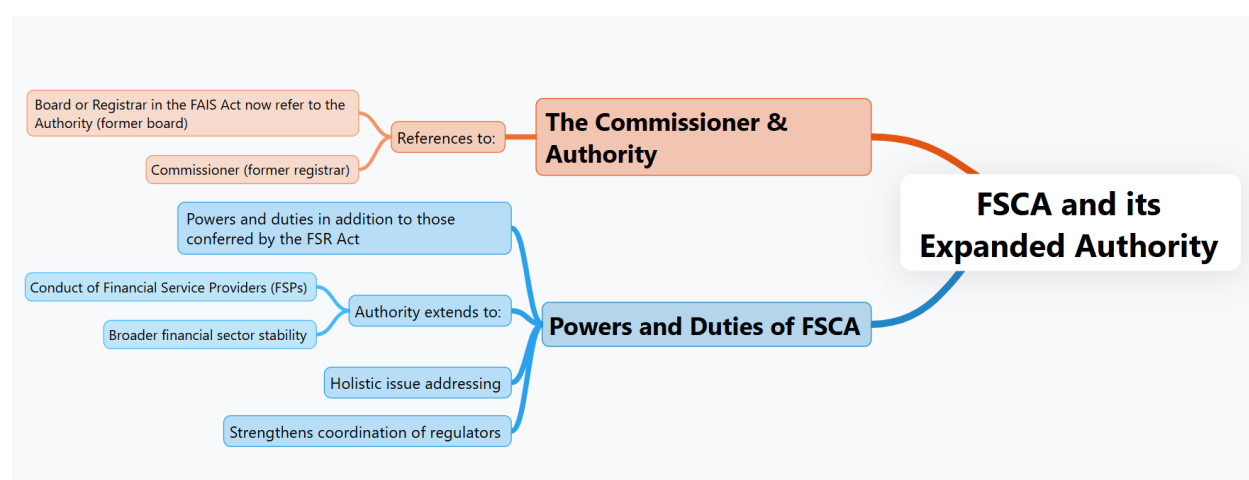 FSCA and its
Expanded Authority
The Commissioner &
Authority
References to:
Board or Registrar in the FAIS Act now refer to the
Authority (former board)
Commissioner (former registrar)
Powers and Duties of FSCA
Powers and duties in addition to those
conferred by the FSR Act
Authority extends to:
Conduct of Financial Service Providers (FSPs)
Broader financial sector stability
Holistic issue addressing
Strengthens coordination of regulators